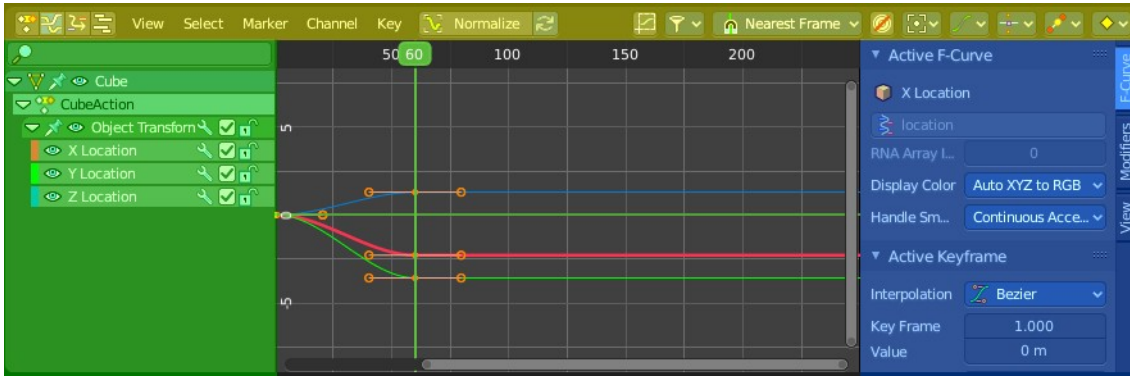 View Select Marker Channel Key Normalize Nearest Frame
50 60 100 150 200
Cube
CubeAction
Object Transforn
X Location
Y Location
Z Location
5
0
-5
Active F-Curve
X Location
location
RNA Array I... 0
Display Color Auto XYZ to RGB
Handle Sm... Continuous Acce...
Active Keyframe
Interpolation Bezier
Key Frame 1.000
Value 0 m
F-Curve
Modifiers
View